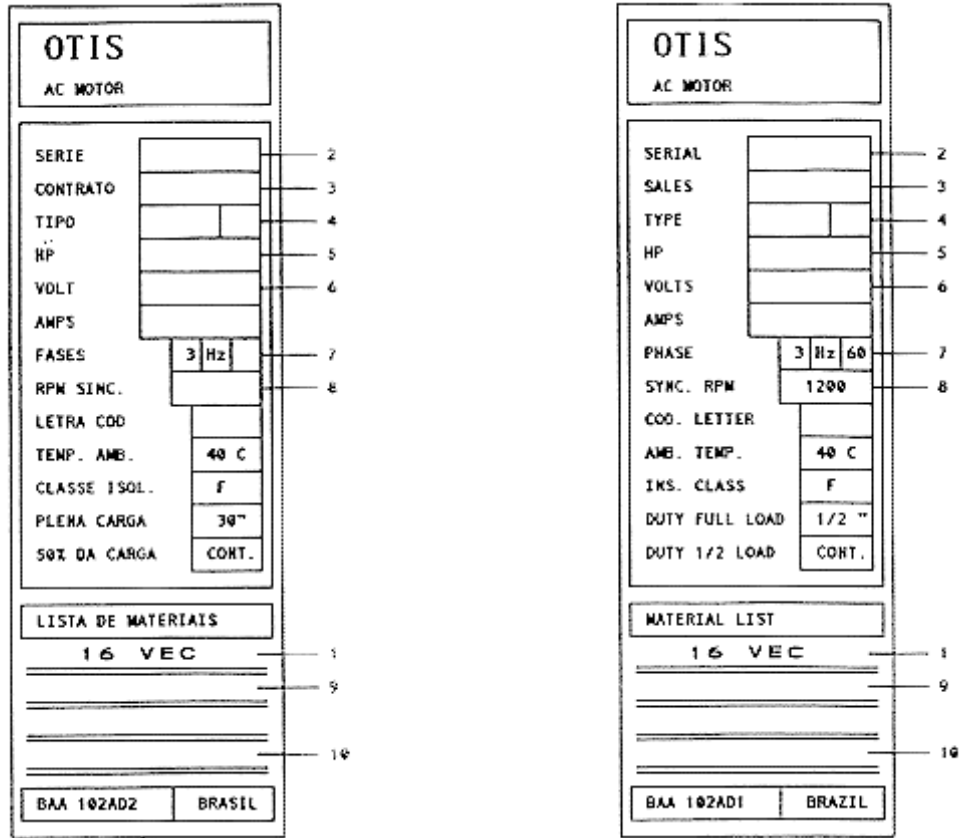 OTIS
AC MOTOR
SERIE 2
CONTRATO 3
TIPO 4
HP 5
VOLT 6
AMPS
FASES 3 Hz 7
RPM SINC. 8
LETRA COD
TEMP. AMB. 40 C
CLASSE ISOL. F
PLENA CARGA 30"
50% DA CARGA CONT.
LISTA DE MATERIAIS
16 VEC 1
9
10
BAA 102AD2 BRASIL
OTIS
AC MOTOR
SERIAL 2
SALES 3
TYPE 4
HP 5
VOLTS 6
AMPS
PHASE 3 Hz 60 7
SYNC. RPM 1200 8
COD. LETTER
AMB. TEMP. 40 C
INS. CLASS F
DUTY FULL LOAD 1/2 "
DUTY 1/2 LOAD CONT.
MATERIAL LIST
16 VEC 1
9
10
BAA 102AD1 BRAZIL